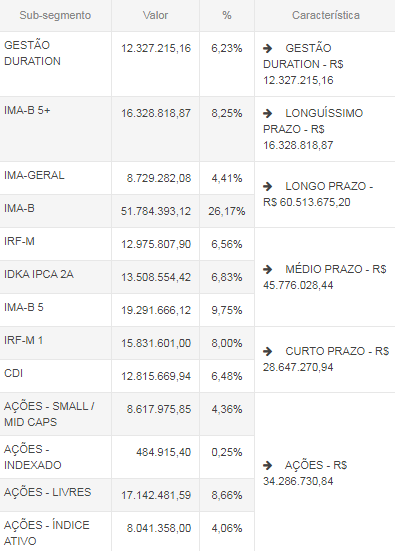 Sub-segmento Valor % Característica
GESTÃO
DURATION
12.327.215,16 6,23%
🡪 GESTÃO
DURATION - R$
12.327.215,16
IMA-B 5+ 16.328.818,87 8,25%
🡪 LONGUÍSSIMO
PRAZO - R$
16.328.818,87
IMA-GERAL 8.729.282,08 4,41%
IMA-B 51.784.393,12 26,17%
🡪 LONGO PRAZO -
R$ 60.513.675,20
IRF-M 12.975.807,90 6,56%
IDKA IPCA 2A 13.508.554,42 6,83%
IMA-B 5 19.291.666,12 9,75%
🡪 MÉDIO PRAZO - R$
45.776.028,44
IRF-M 1 15.831.601,00 8,00%
CDI 12.815.669,94 6,48%
🡪 CURTO PRAZO - R$
28.647.270,94
AÇÕES - SMALL /
MID CAPS
8.617.975,85 4,36%
AÇÕES -
INDEXADO
484.915,40 0,25%
AÇÕES - LIVRES 17.142.481,59 8,66%
AÇÕES - ÍNDICE
ATIVO
8.041.358,00 4,06%
🡪 AÇÕES - R$
34.286.730,84